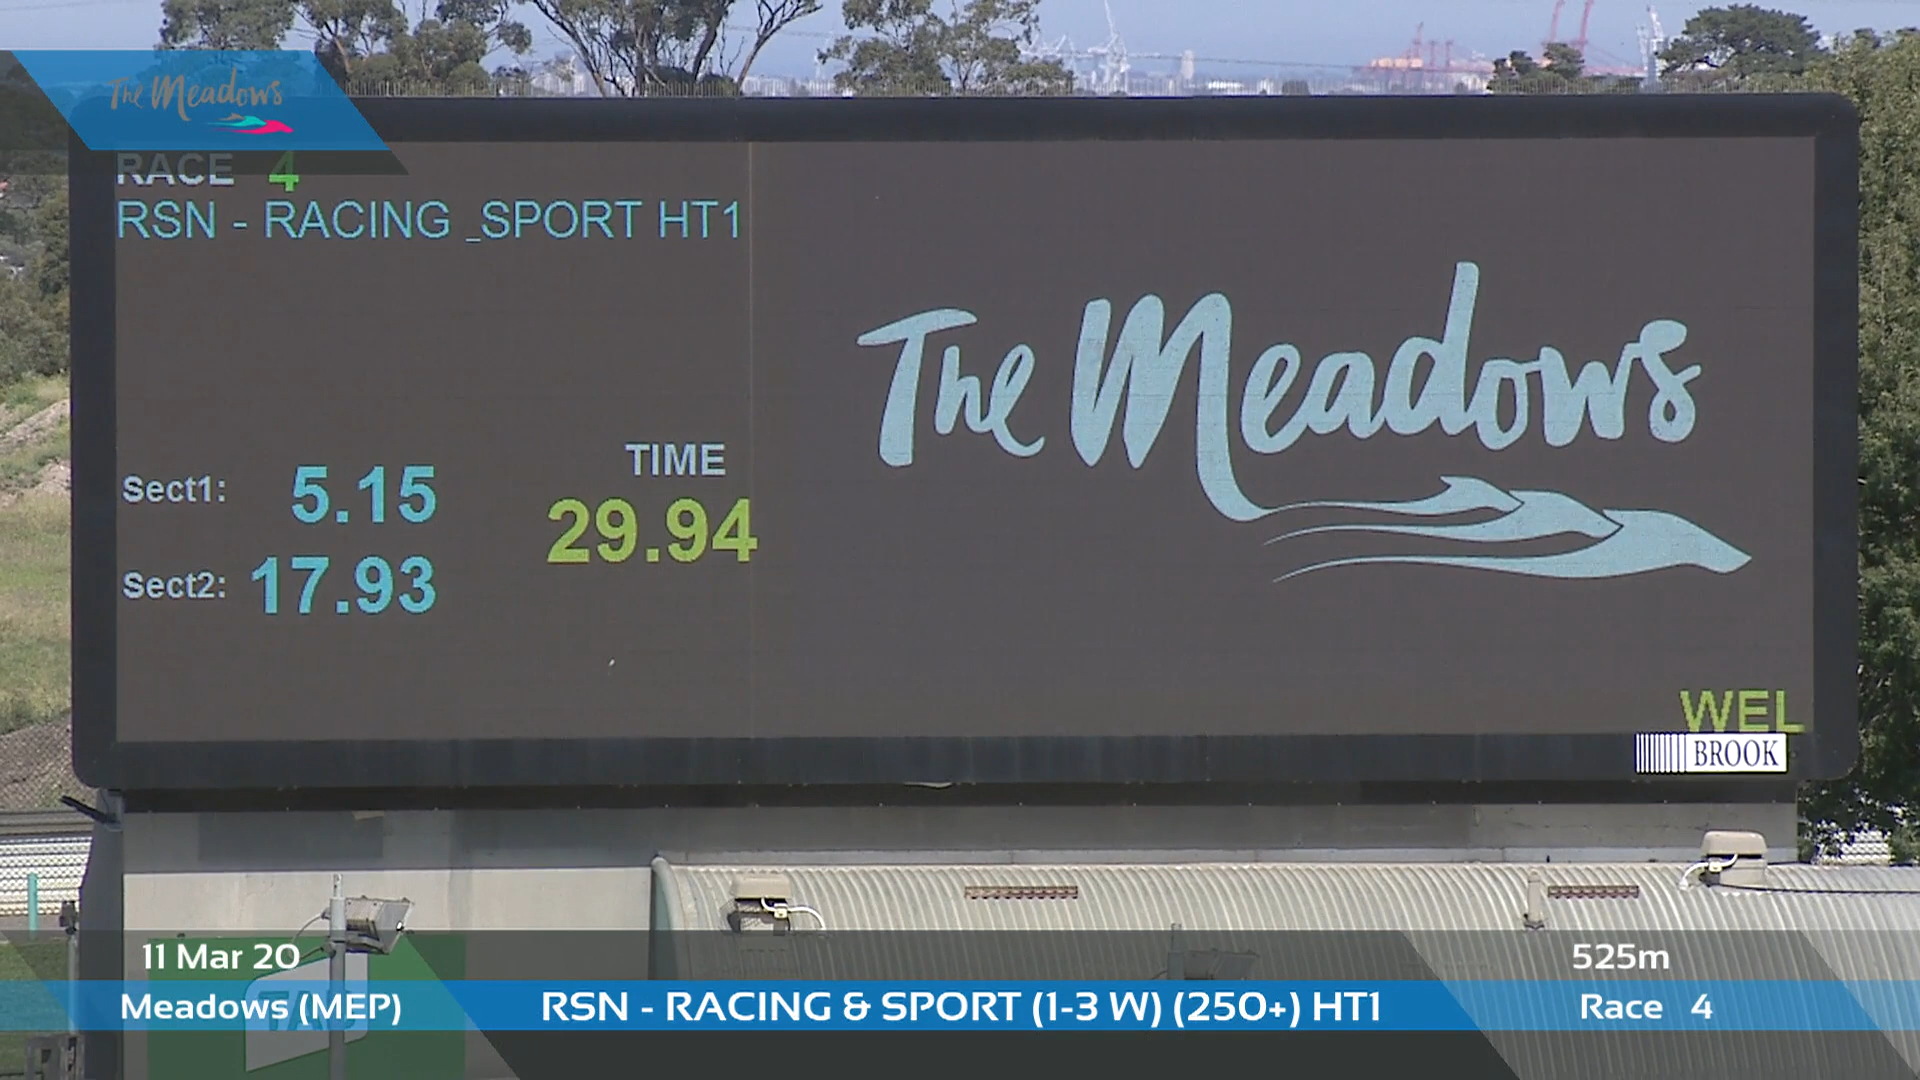 The Meadows
RACE 4
RSN - RACING _SPORT HT1
The Meadows
TIME
Sect1: 5.15
29.94
Sect2: 17.93
WEL
BROOK
11 Mar 20
525m
Meadows (MEP)
RSN - RACING & SPORT (1-3 W) (250+) HT1
Race 4